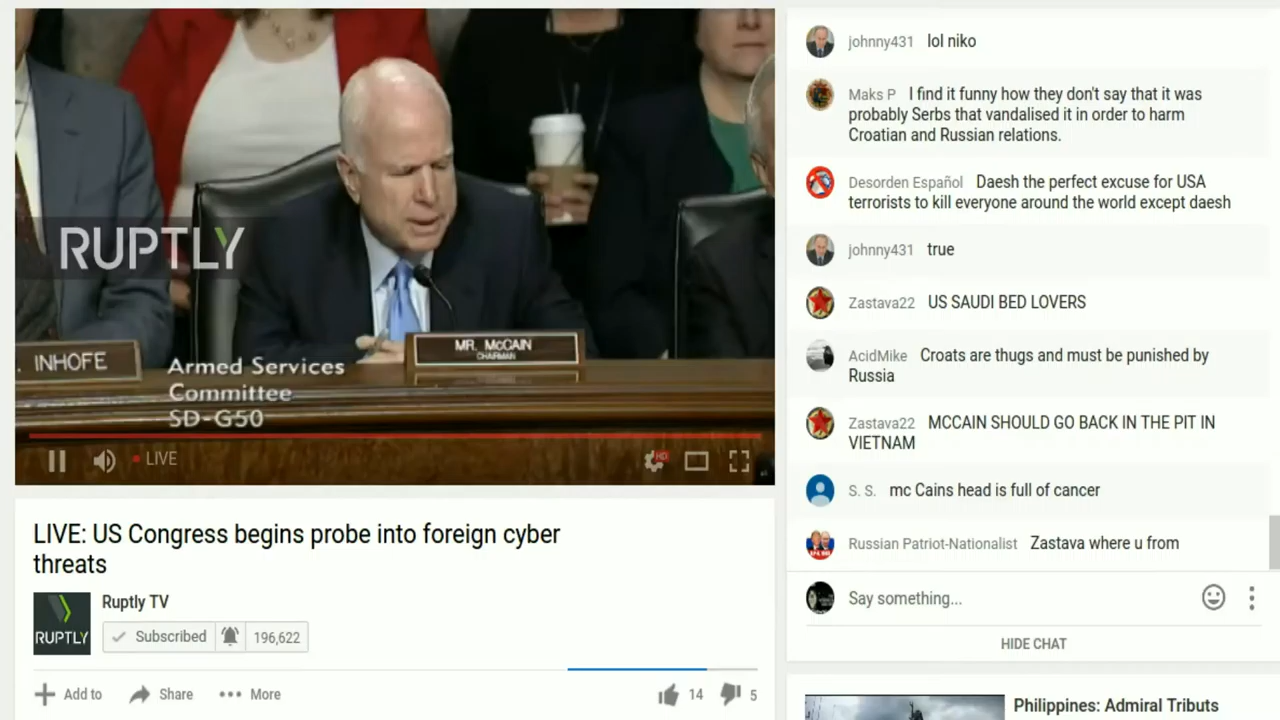 RUPTLY
. INHOFE
MR. McCAIN
CHAIRMAN
Armed Services
Committee
SD-G50
LIVE
HD
LIVE: US Congress begins probe into foreign cyber
threats
Ruptly TV
RUPTLY
Subscribed
196,622
Add to
Share
More
14
5
johnny431 lol niko
Maks P I find it funny how they don't say that it was
probably Serbs that vandalised it in order to harm
Croatian and Russian relations.
Desorden Español Daesh the perfect excuse for USA
terrorists to kill everyone around the world except daesh
johnny431 true
Zastava22 US SAUDI BED LOVERS
AcidMike Croats are thugs and must be punished by
Russia
Zastava22 MCCAIN SHOULD GO BACK IN THE PIT IN
VIETNAM
S. S. mc Cains head is full of cancer
Russian Patriot-Nationalist Zastava where u from
Say something...
HIDE CHAT
Philippines: Admiral Tributs